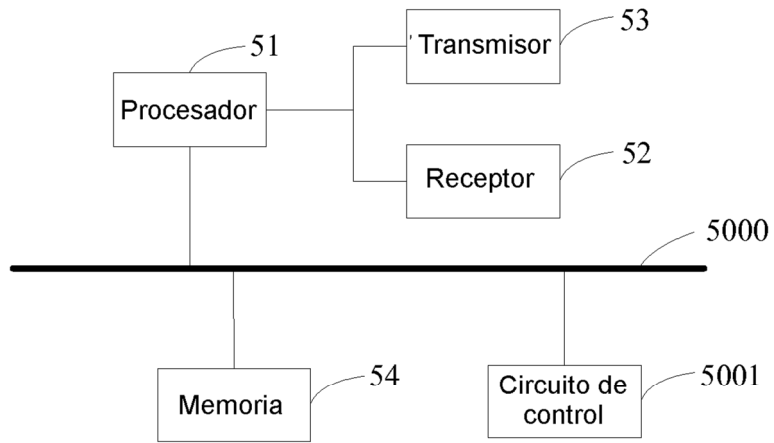 53
51
Transmisor
Procesador
52
Receptor
5000
54
5001
Memoria
Circuito de
control